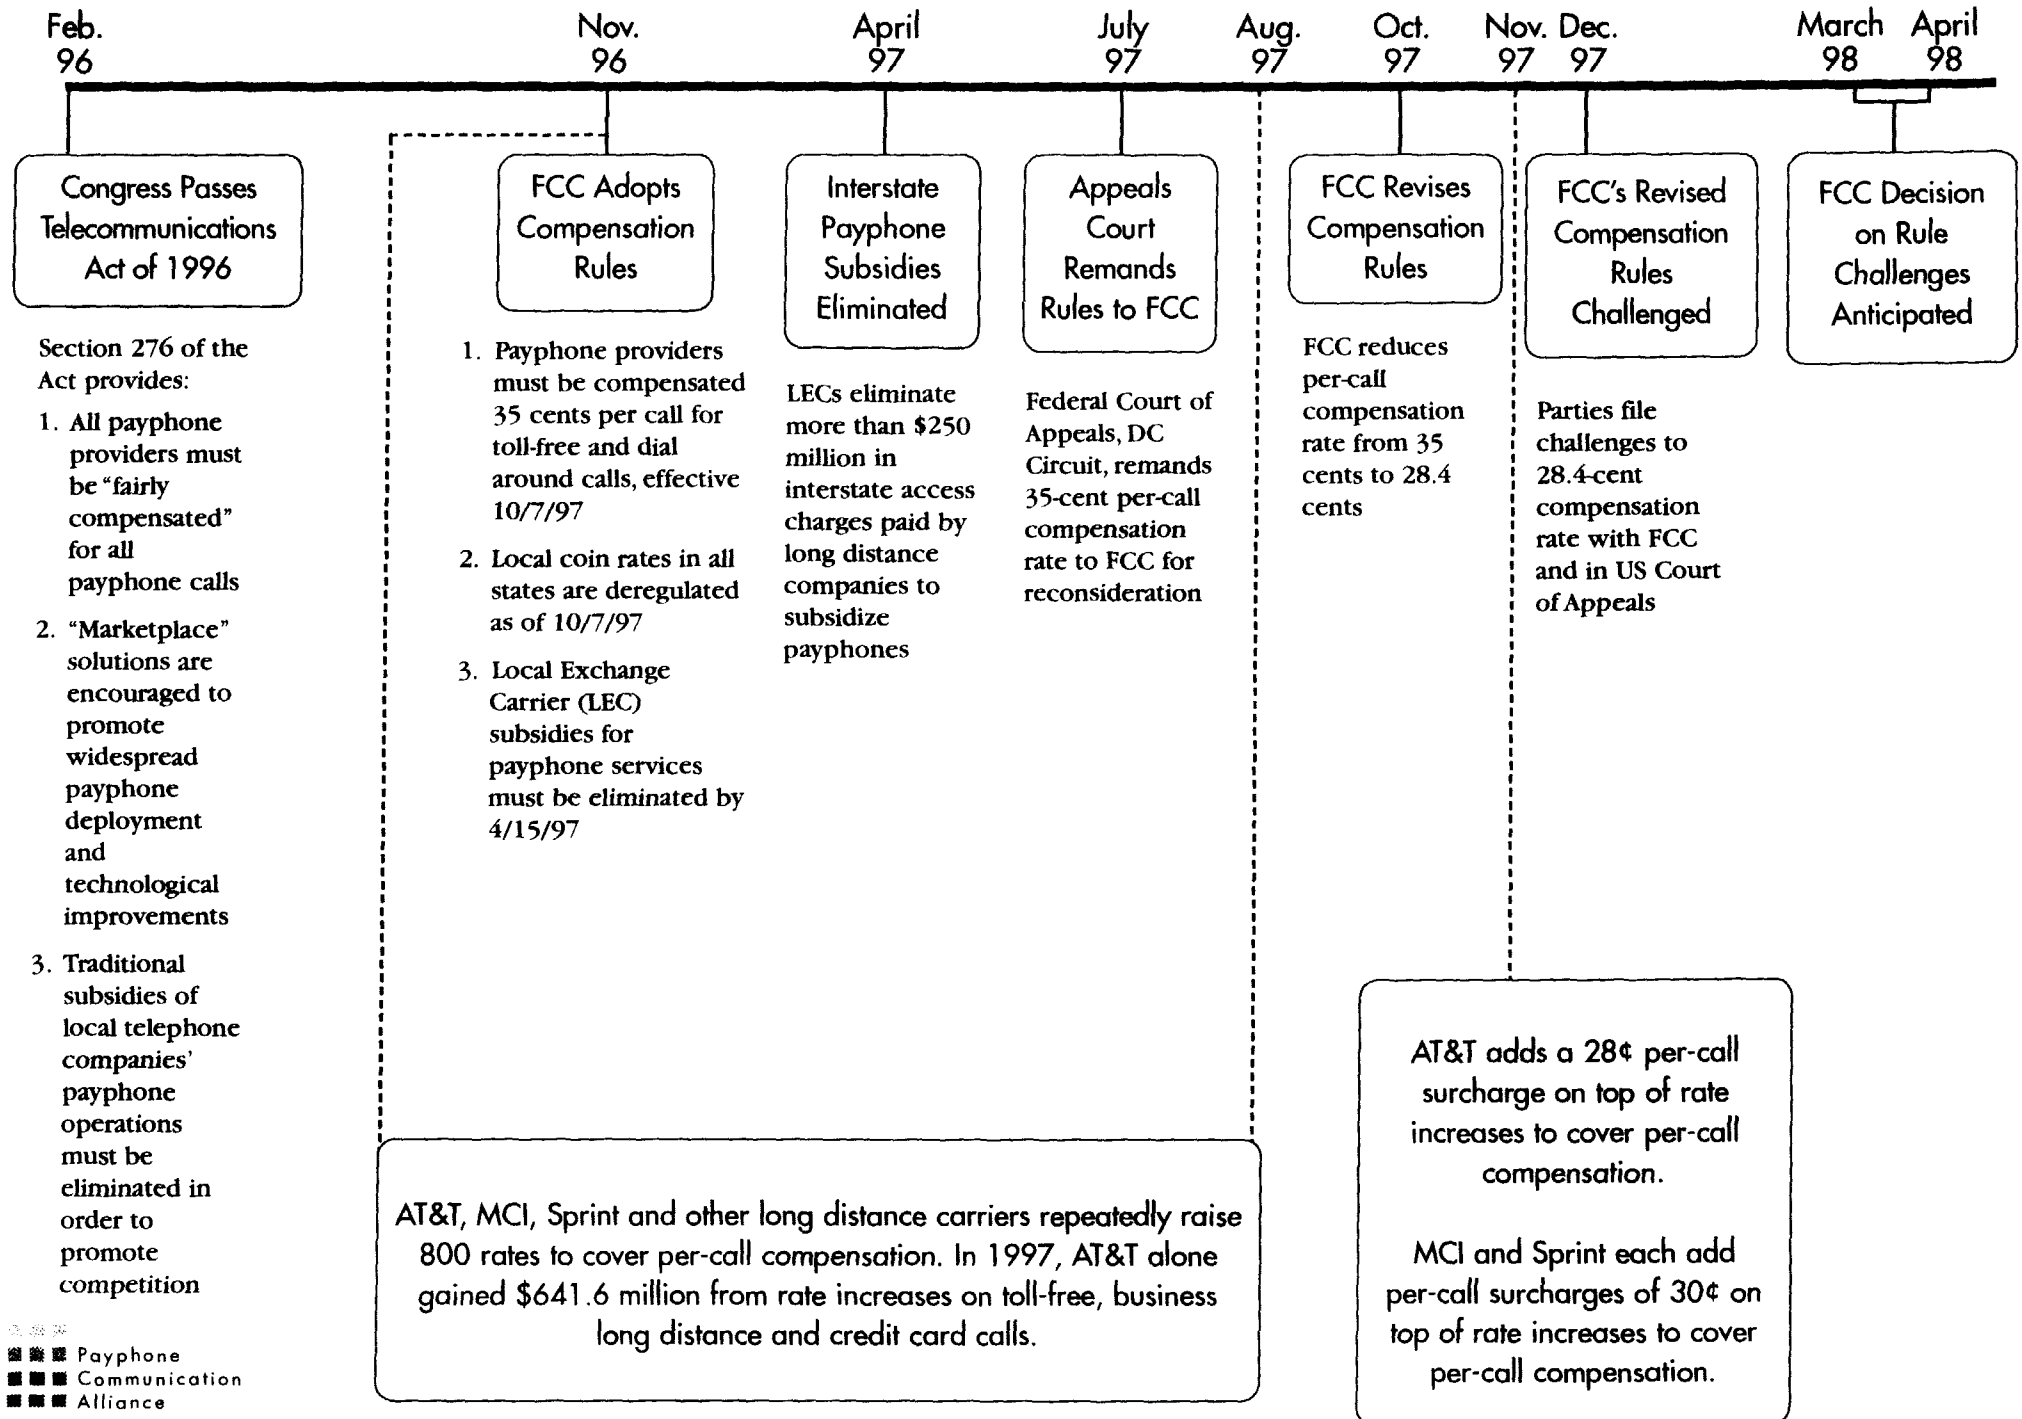 Feb.
96
Nov.
96
April
97
July
97
Aug.
97
Oct.
97
Nov.
97
Dec.
97
March
98
April
98
Congress Passes
Telecommunications
Act of 1996
Section 276 of the
Act provides:
1. All payphone
providers must
be “fairly
compensated”
for all
payphone calls
2. “Marketplace”
solutions are
encouraged to
promote
widespread
payphone
deployment
and
technological
improvements
3. Traditional
subsidies of
local telephone
companies’
payphone
operations
must be
eliminated in
order to
promote
competition
FCC Adopts
Compensation
Rules
1. Payphone providers
must be compensated
35 cents per call for
toll-free and dial
around calls, effective
10/7/97
2. Local coin rates in all
states are deregulated
as of 10/7/97
3. Local Exchange
Carrier (LEC)
subsidies for
payphone services
must be eliminated by
4/15/97
Interstate
Payphone
Subsidies
Eliminated
LECs eliminate
more than $250
million in
interstate access
charges paid by
long distance
companies to
subsidize
payphones
Appeals
Court
Remands
Rules to FCC
Federal Court of
Appeals, DC
Circuit, remands
35-cent per-call
compensation
rate to FCC for
reconsideration
FCC Revises
Compensation
Rules
FCC reduces
per-call
compensation
rate from 35
cents to 28.4
cents
FCC’s Revised
Compensation
Rules
Challenged
Parties file
challenges to
28.4-cent
compensation
rate with FCC
and in US Court
of Appeals
FCC Decision
on Rule
Challenges
Anticipated
AT&T, MCI, Sprint and other long distance carriers repeatedly raise
800 rates to cover per-call compensation. In 1997, AT&T alone
gained $641.6 million from rate increases on toll-free, business
long distance and credit card calls.
AT&T adds a 28¢ per-call
surcharge on top of rate
increases to cover per-call
compensation.
MCI and Sprint each add
per-call surcharges of 30¢ on
top of rate increases to cover
per-call compensation.
Payphone
Communication
Alliance